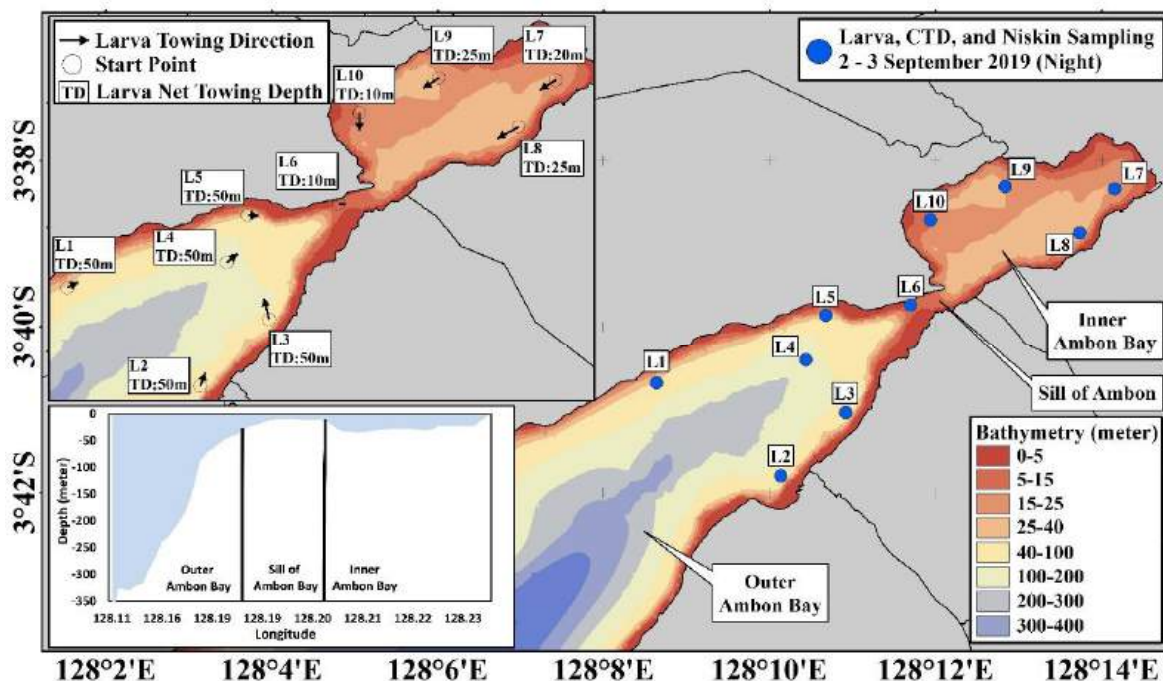 Larva Towing Direction
Start Point
TD Larva Net Towing Depth
L9
TD:25m
L7
TD:20m
L10
TD:10m
L8
TD:25m
L6
TD:10m
L5
TD:50m
L4
TD:50m
L1
TD:50m
L3
TD:50m
L2
TD:50m
Larva, CTD, and Niskin Sampling
2 - 3 September 2019 (Night)
3°38'S
3°40'S
3°42'S
L9
L7
L10
L8
L6
L5
L4
L1
L3
L2
Inner
Ambon Bay
Sill of Ambon
Outer
Ambon Bay
Bathymetry (meter)
0-5
5-15
15-25
25-40
40-100
100-200
200-300
300-400
Depth (meter)
0
-50
-100
-150
-200
-250
-300
-350
Outer
Ambon Bay
Sill of
Ambon Bay
Inner
Ambon Bay
128.11 128.16 128.19 128.19 128.20 128.22 128.23
Longitude
128°2'E 128°4'E 128°6'E 128°8'E 128°10'E 128°12'E 128°14'E